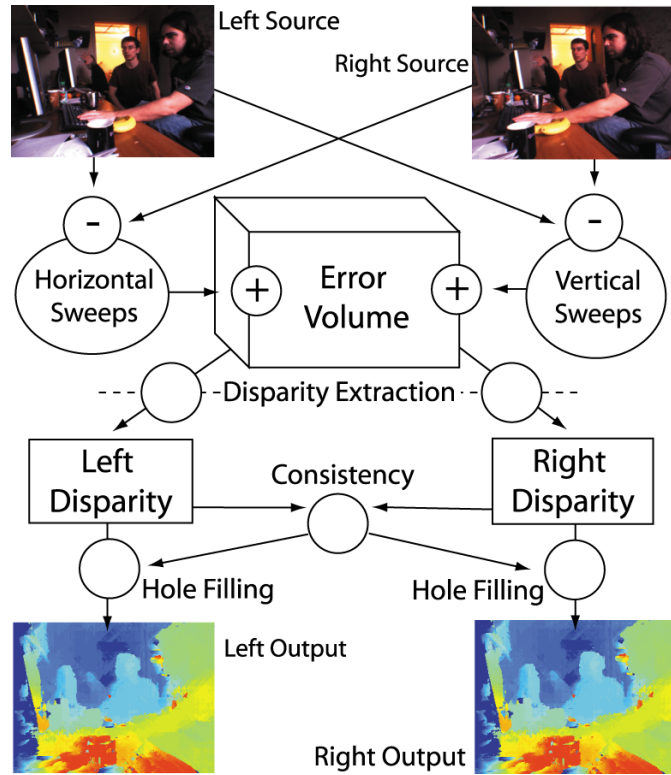 Left Source
Right Source
-
-
Horizontal
Sweeps
+
Error
Volume
+
Vertical
Sweeps
Disparity Extraction
Left
Disparity
Consistency
Right
Disparity
Hole Filling
Hole Filling
Left Output
Right Output